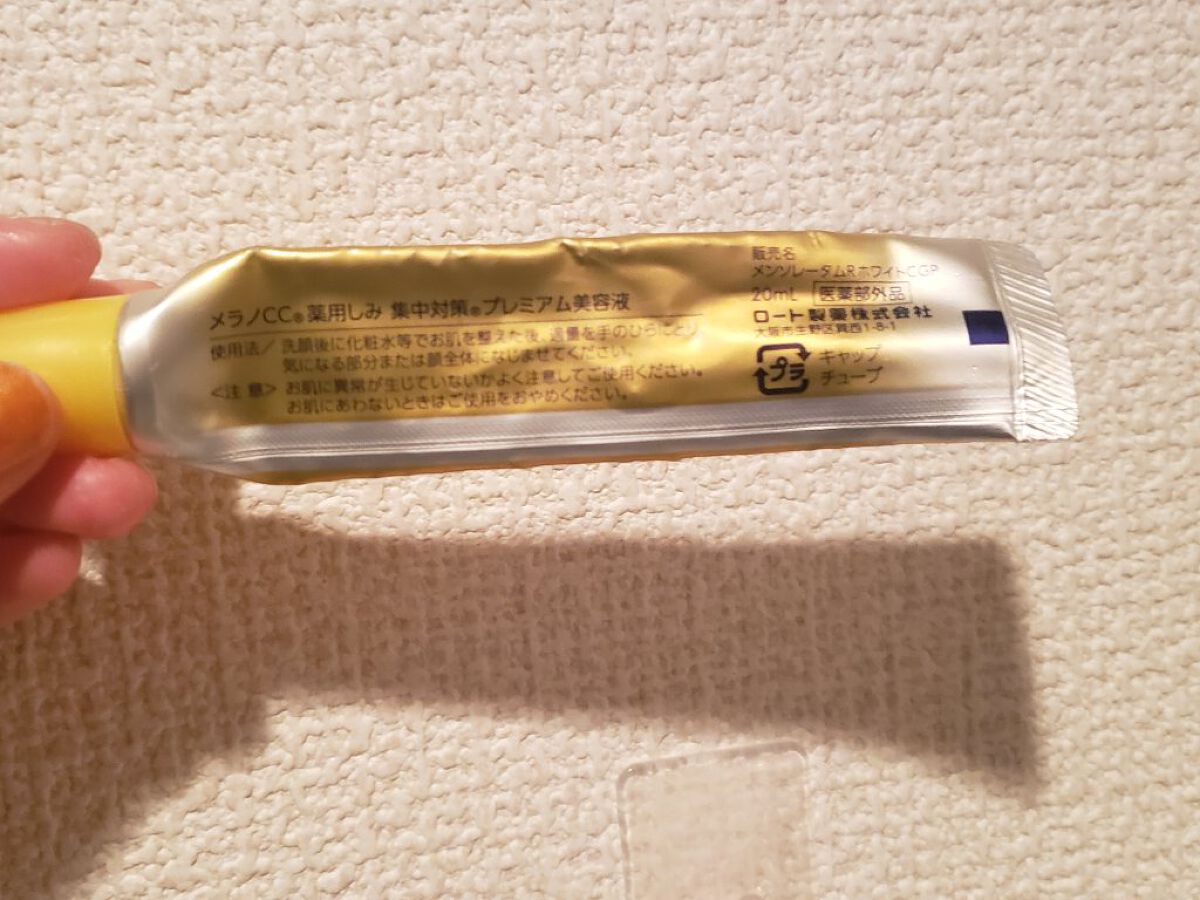 メラノCC®薬用しみ 集中対策®プレミアム美容液
使用法/洗顔後に化粧水等でお肌を整えた後、適量を手のひらにとり、
気になる部分または顔全体になじませてください。
<注 意>お肌に異常が生じていないかよく注意してご使用ください。
お肌にあわないときはご使用をおやめください。
販売名
メンソレータムRホワイトCGP
20mL 医薬部外品
ロート製薬株式会社
大阪市生野区巽西1-8-1
プラ
キャップ
チューブ